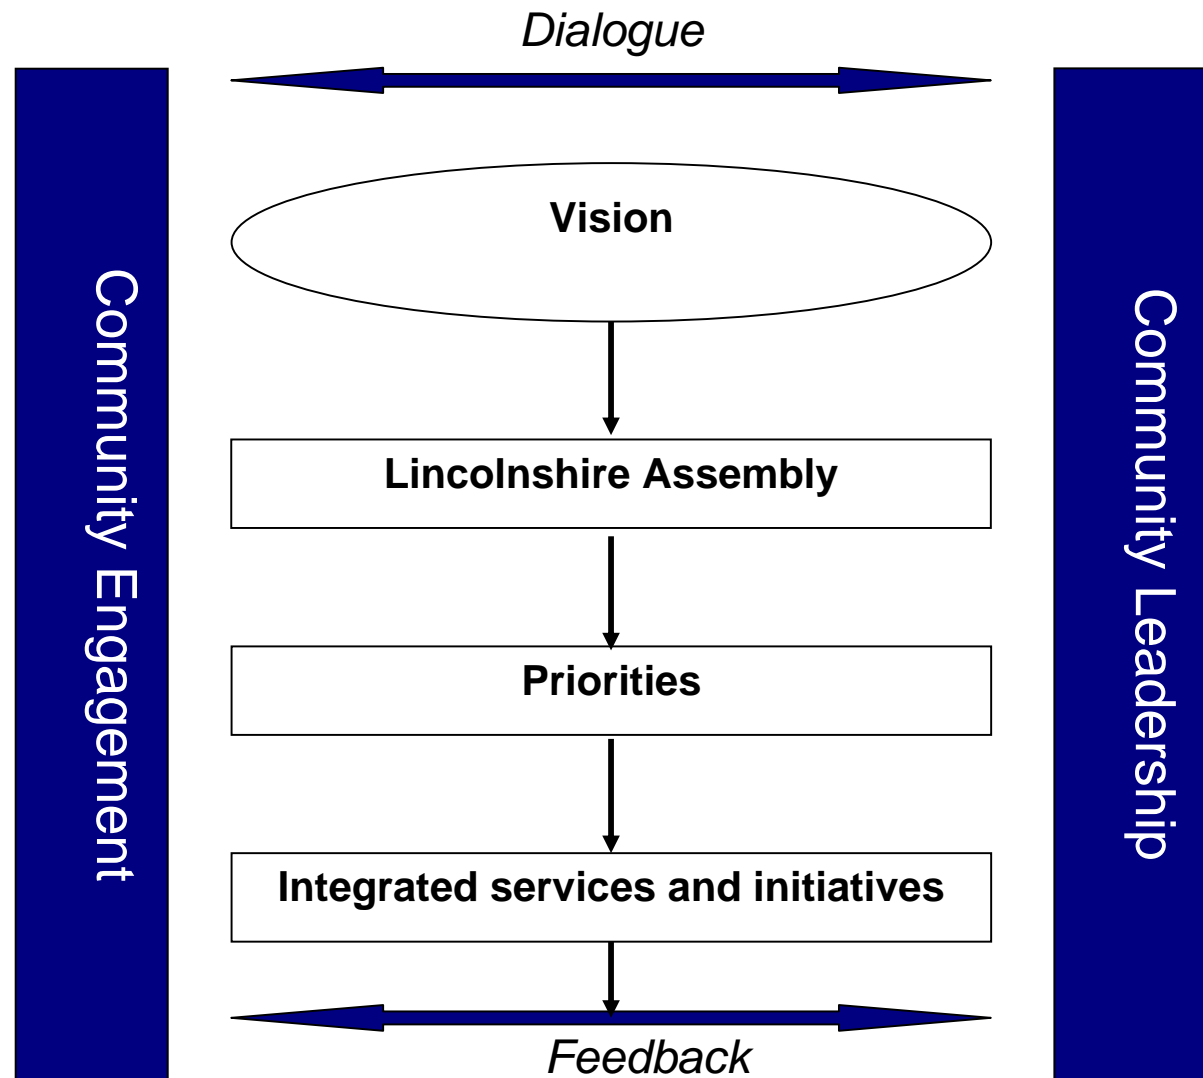 Dialogue
Community Engagement
Vision
Lincolnshire Assembly
Priorities
Integrated services and initiatives
Community Leadership
Feedback